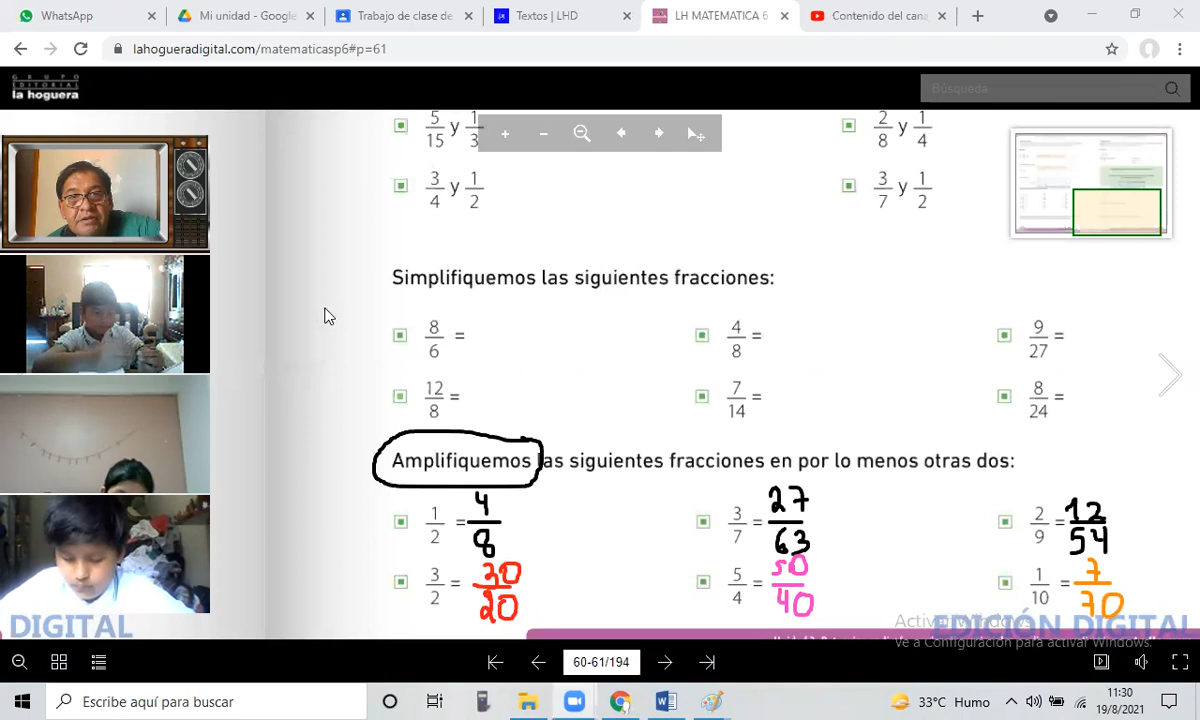 WhatsApp
Mi unidad - Google
Trabajo de clase de
Textos | LHD
LH MATEMATICA 6
Contenido del cana
lahogueradigital.com/matematicasp6#p=61
GRUPO
EDITORIAL
la hoguera
Búsqueda
5/15 y 1/3
2/8 y 1/4
3/4 y 1/2
3/7 y 1/2
Simplifiquemos las siguientes fracciones:
8/6 =
4/8 =
9/27 =
12/8 =
7/14 =
8/24 =
Amplifiquemos las siguientes fracciones en por lo menos otras dos:
1/2 = 4/8
3/7 = 27/63
2/9 = 12/54
3/2 = 30/20
5/4 = 50/40
1/10 = 7/70
DIGITAL
EDICIÓN DIGITAL
Activar Windows
Ve a Configuración para activar Windows.
60-61/194
Escribe aquí para buscar
33°C Humo
11:30
19/8/2021